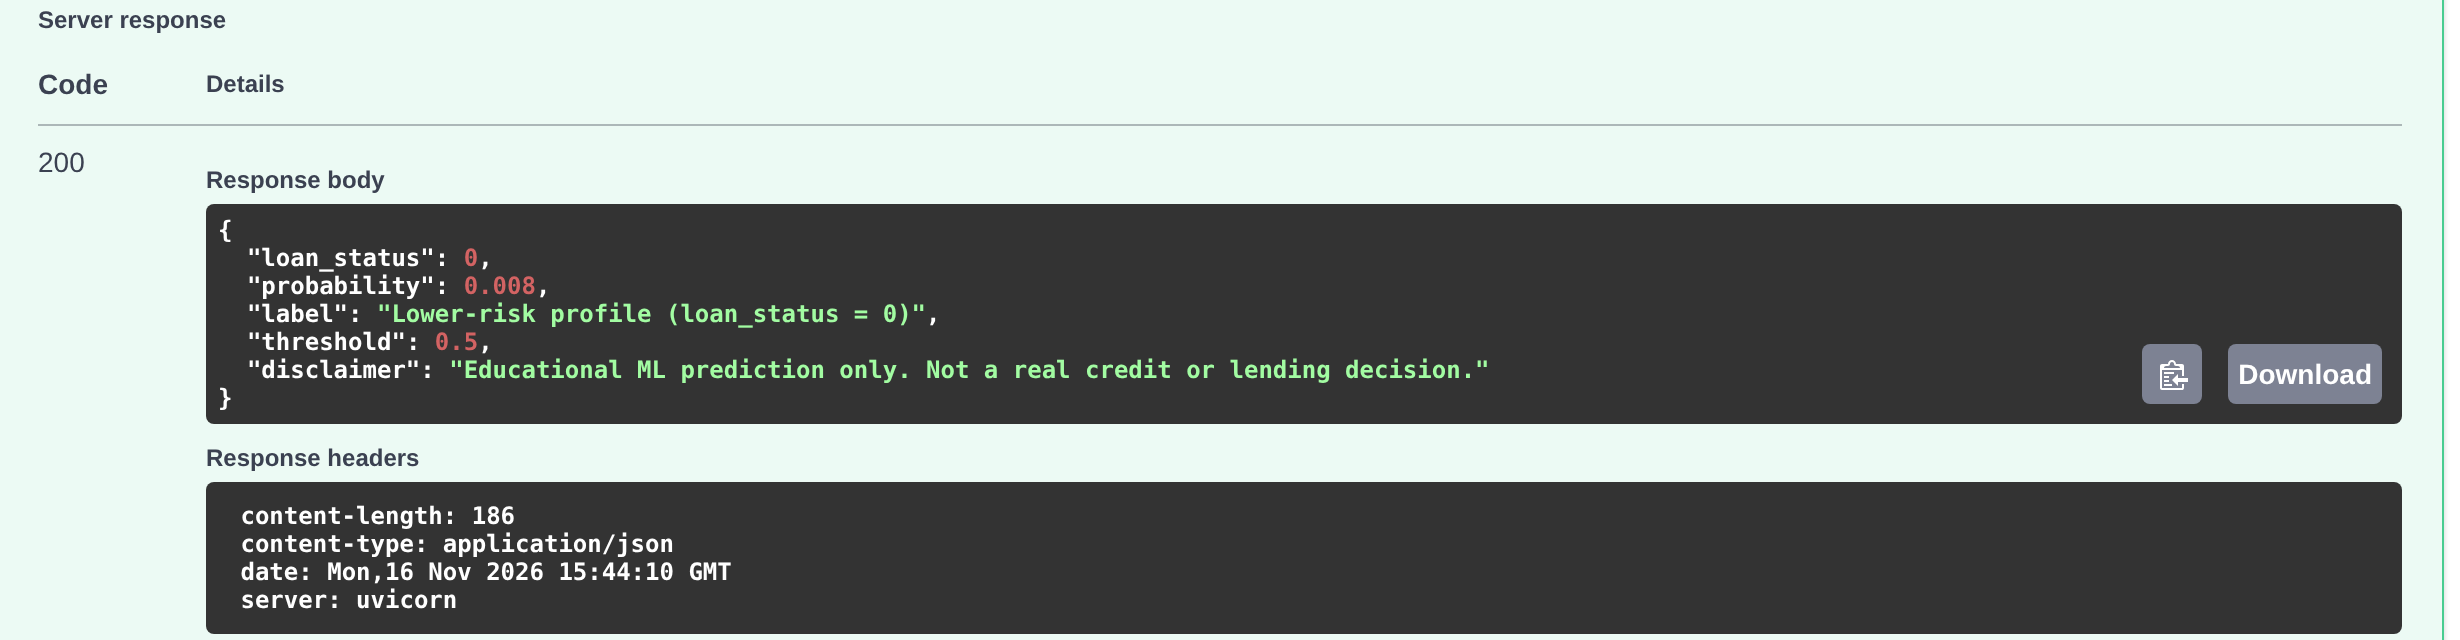 Server response
Code Details
200
Response body
{
  "loan_status": 0,
  "probability": 0.008,
  "label": "Lower-risk profile (loan_status = 0)",
  "threshold": 0.5,
  "disclaimer": "Educational ML prediction only. Not a real credit or lending decision."
}
Download
Response headers
content-length: 186
content-type: application/json
date: Mon,16 Nov 2026 15:44:10 GMT
server: uvicorn